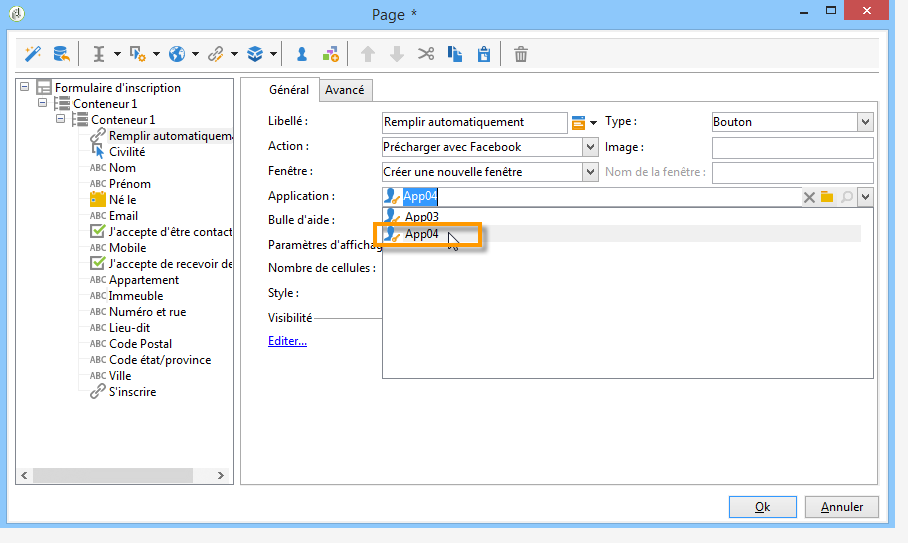 Page *
Formulaire d'inscription
Conteneur 1
Conteneur 1
Remplir automatiquem
Civilité
ABC Nom
ABC Prénom
Né le
ABC Email
J'accepte d'être contact
ABC Mobile
J'accepte de recevoir de
ABC Appartement
ABC Immeuble
ABC Numéro et rue
ABC Lieu-dit
ABC Code Postal
ABC Code état/province
ABC Ville
S'inscrire
Général Avancé
Libellé : Remplir automatiquement Type : Bouton
Action : Précharger avec Facebook Image :
Fenêtre : Créer une nouvelle fenêtre Nom de la fenêtre :
Application : App04
App03
Bulle d'aide :
App04
Paramètres d'affichag
Nombre de cellules :
Style :
Visibilité
Editer...
Ok Annuler